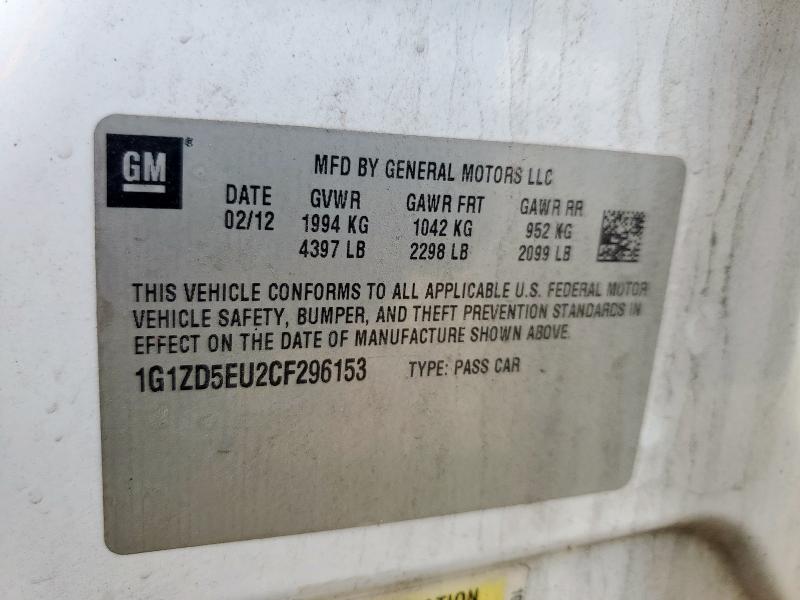 GM®
MFD BY GENERAL MOTORS LLC
DATE GVWR GAWR FRT GAWR RR
02/12 1994 KG 1042 KG 952 KG
4397 LB 2298 LB 2099 LB
THIS VEHICLE CONFORMS TO ALL APPLICABLE U.S. FEDERAL MOTOR
VEHICLE SAFETY, BUMPER, AND THEFT PREVENTION STANDARDS IN
EFFECT ON THE DATE OF MANUFACTURE SHOWN ABOVE.
1G1ZD5EU2CF296153 TYPE: PASS CAR